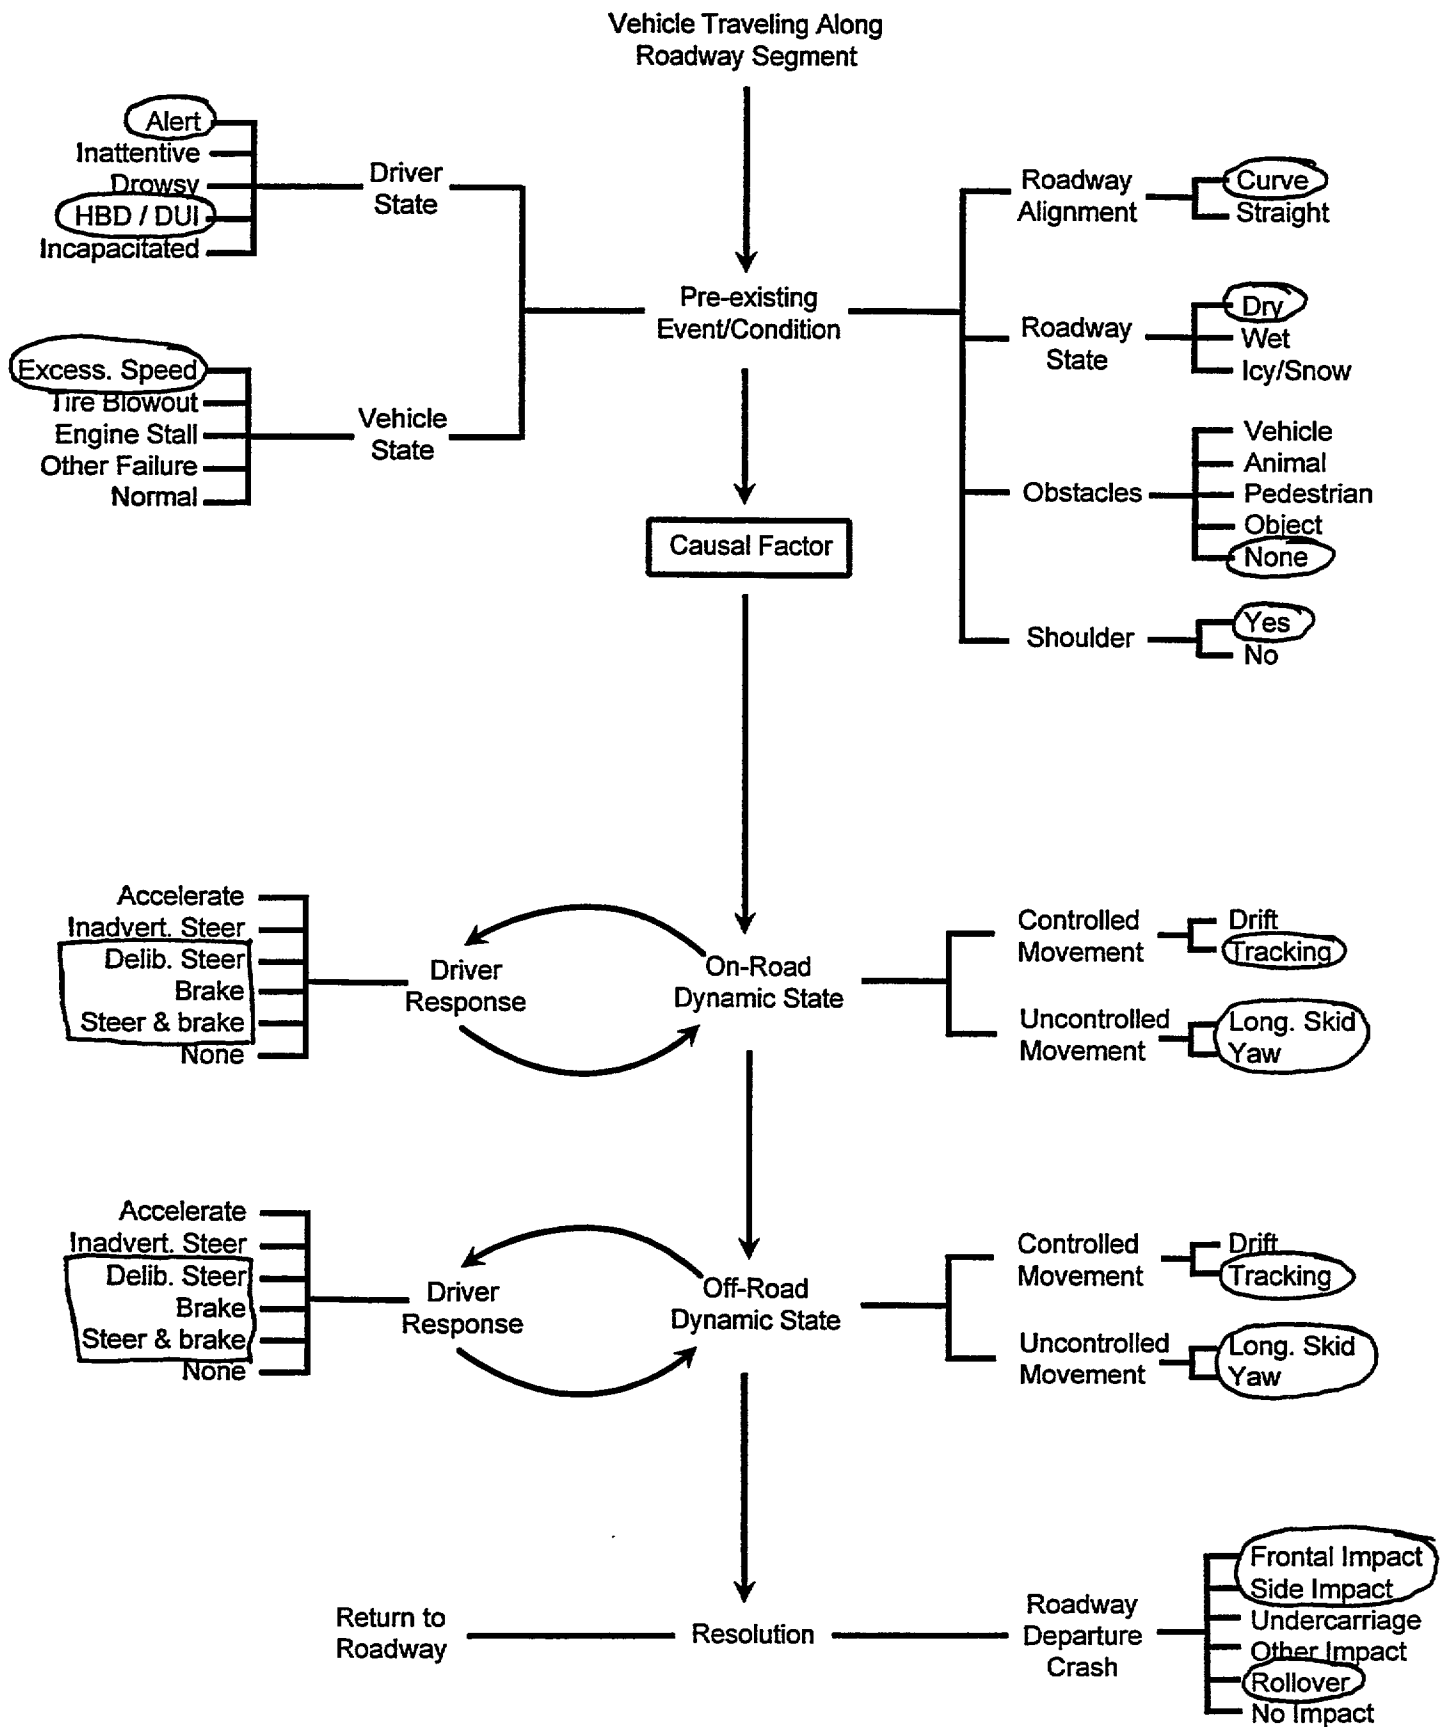 Vehicle Traveling Along
Roadway Segment
Alert
Inattentive
Drowsy
HBD / DUI
Incapacitated
Driver
State
Excess. Speed
Tire Blowout
Engine Stall
Other Failure
Normal
Vehicle
State
Pre-existing
Event/Condition
Roadway
Alignment
Curve
Straight
Roadway
State
Dry
Wet
Icy/Snow
Obstacles
Vehicle
Animal
Pedestrian
Object
None
Shoulder
Yes
No
Causal Factor
Accelerate
Inadvert. Steer
Delib. Steer
Brake
Steer & brake
None
Driver
Response
On-Road
Dynamic State
Controlled
Movement
Drift
Tracking
Uncontrolled
Movement
Long. Skid
Yaw
Accelerate
Inadvert. Steer
Delib. Steer
Brake
Steer & brake
None
Driver
Response
Off-Road
Dynamic State
Controlled
Movement
Drift
Tracking
Uncontrolled
Movement
Long. Skid
Yaw
Return to
Roadway
Resolution
Roadway
Departure
Crash
Frontal Impact
Side Impact
Undercarriage
Other Impact
Rollover
No Impact